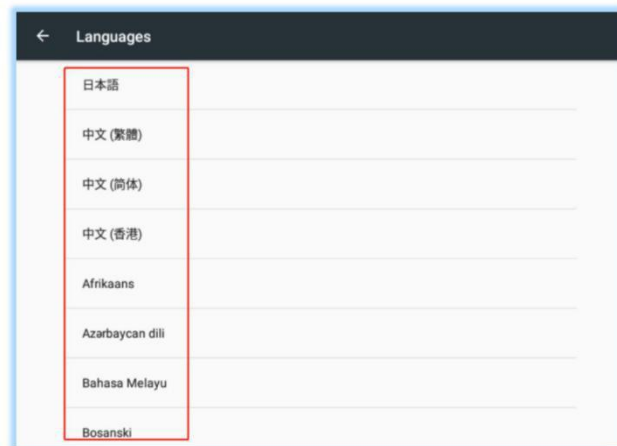 Languages
日本語
中文 (繁體)
中文 (简体)
中文 (香港)
Afrikaans
Azərbaycan dili
Bahasa Melayu
Bosanski